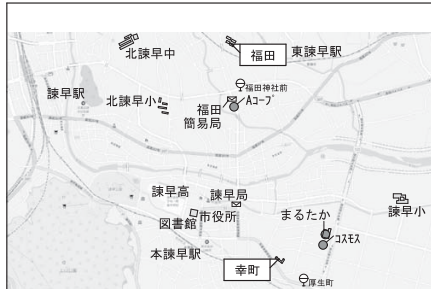 北諫早中
福田
東諫早駅
福田神社前
諫早駅
北諫早小
Aコープ
福田
簡易局
諫早高
諫早局
市役所
図書館
まるたか
コスモス
諫早小
本諫早駅
幸町
厚生町